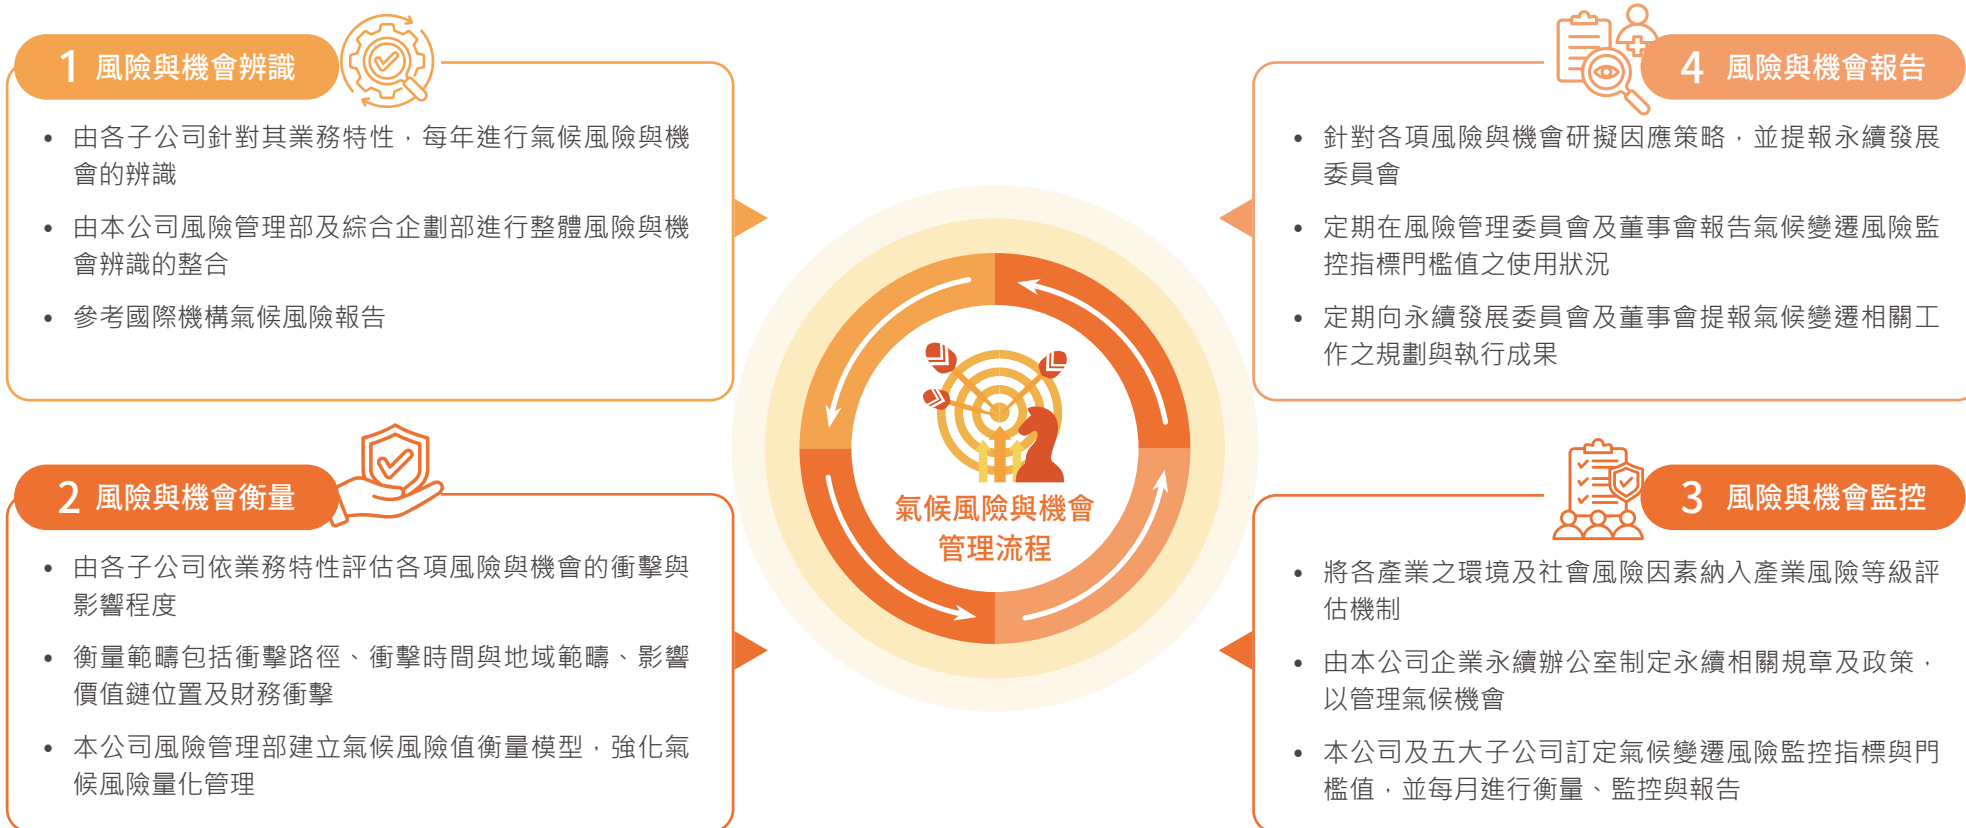 1 風險與機會辨識
• 由各子公司針對其業務特性，每年進行氣候風險與機
會的辨識
• 由本公司風險管理部及綜合企劃部進行整體風險與機
會辨識的整合
• 參考國際機構氣候風險報告
2 風險與機會衡量
• 由各子公司依業務特性評估各項風險與機會的衝擊與
影響程度
• 衡量範疇包括衝擊路徑、衝擊時間與地域範疇、影響
價值鏈位置及財務衝擊
• 本公司風險管理部建立氣候風險值衡量模型，強化氣
候風險量化管理
氣候風險與機會
管理流程
3 風險與機會監控
• 將各產業之環境及社會風險因素納入產業風險等級評
估機制
• 由本公司企業永續辦公室制定永續相關規章及政策，
以管理氣候機會
• 本公司及五大子公司訂定氣候變遷風險監控指標與門
檻值，並每月進行衡量、監控與報告
4 風險與機會報告
• 針對各項風險與機會研擬因應策略，並提報永續發展
委員會
• 定期在風險管理委員會及董事會報告氣候變遷風險監
控指標門檻值之使用狀況
• 定期向永續發展委員會及董事會提報氣候變遷相關工
作之規劃與執行成果